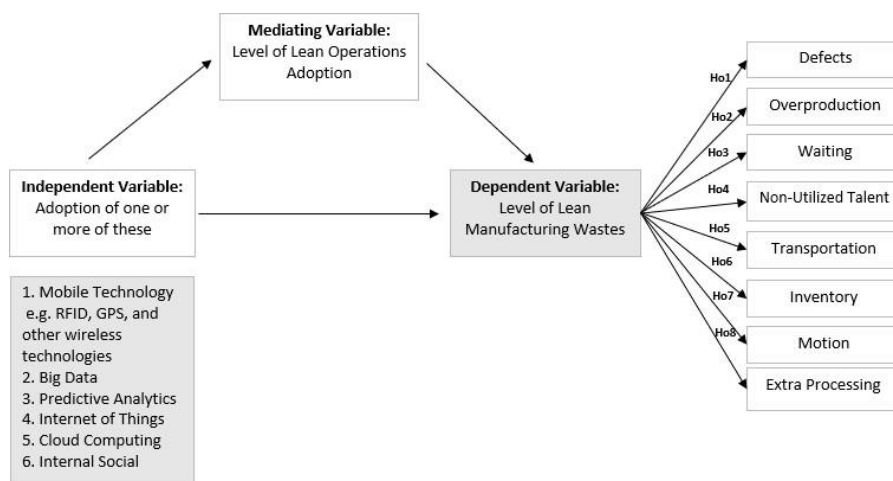 Mediating Variable:
Level of Lean Operations
Adoption
Independent Variable:
Adoption of one or
more of these
1. Mobile Technology
e.g. RFID, GPS, and
other wireless
technologies
2. Big Data
3. Predictive Analytics
4. Internet of Things
5. Cloud Computing
6. Internal Social
Dependent Variable:
Level of Lean
Manufacturing Wastes
Ho1
Ho2
Ho3
Ho4
Ho5
Ho6
Ho7
Ho8
Defects
Overproduction
Waiting
Non-Utilized Talent
Transportation
Inventory
Motion
Extra Processing